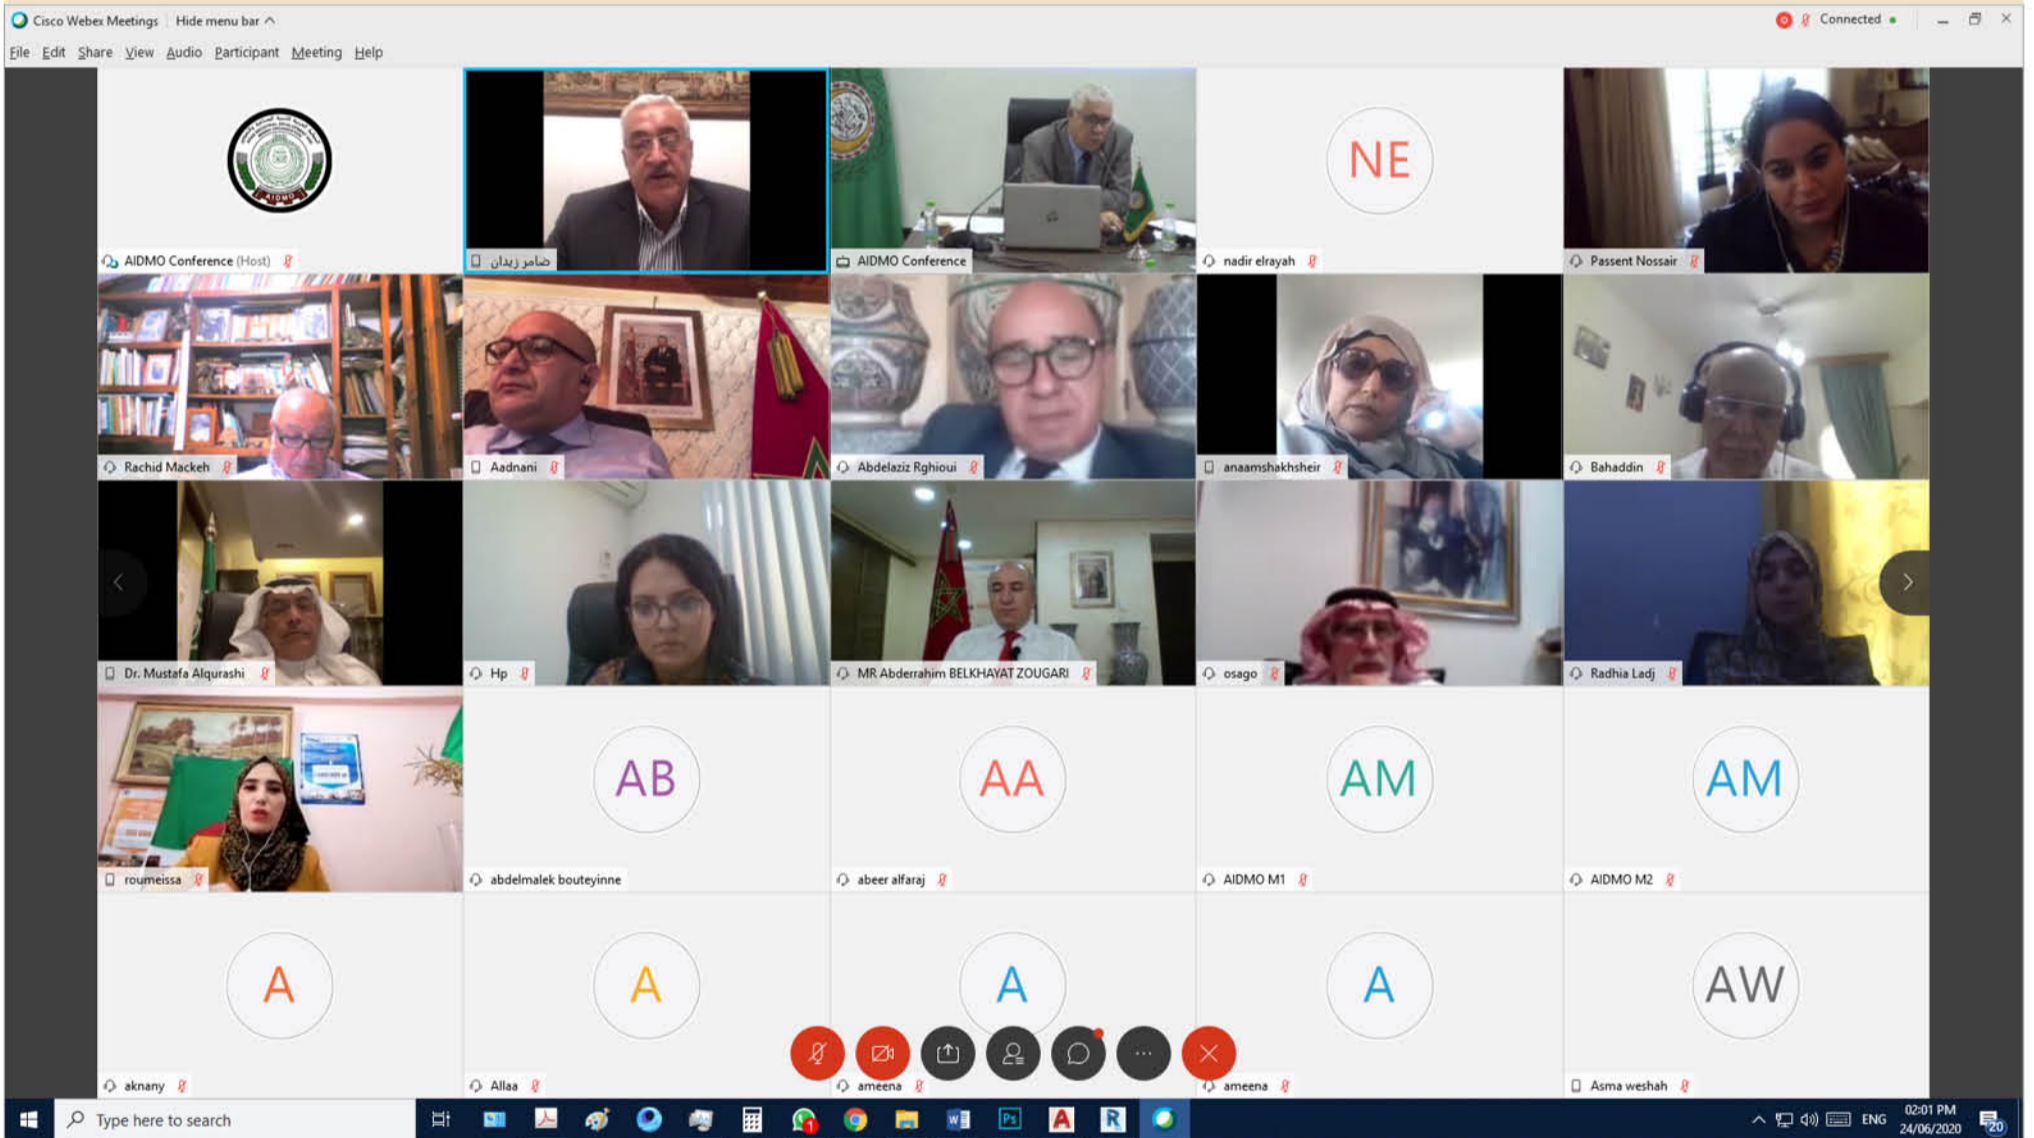 Cisco Webex Meetings
Hide menu bar
Connected
File Edit Share View Audio Participant Meeting Help
AIDMO
AIDMO Conference (Host)
ضامر زيدان
AIDMO Conference
NE
nadir elrayah
Passent Nossair
Rachid Mackeh
Aadnani
Abdelaziz Rghioui
anaamshakhsheir
Bahaddin
Dr. Mustafa Alqurashi
Hp
MR Abderrahim BELKHAYAT ZOUGARI
osago
Radhia Ladj
roumeissa
AB
abdelmalek bouteyinne
AA
abeer alfaraj
AM
AIDMO M1
AM
AIDMO M2
A
aknany
A
Allaa
A
ameena
A
ameena
AW
Asma weshah
Type here to search
1
Ps
A
R
ENG
02:01 PM
24/06/2020
20